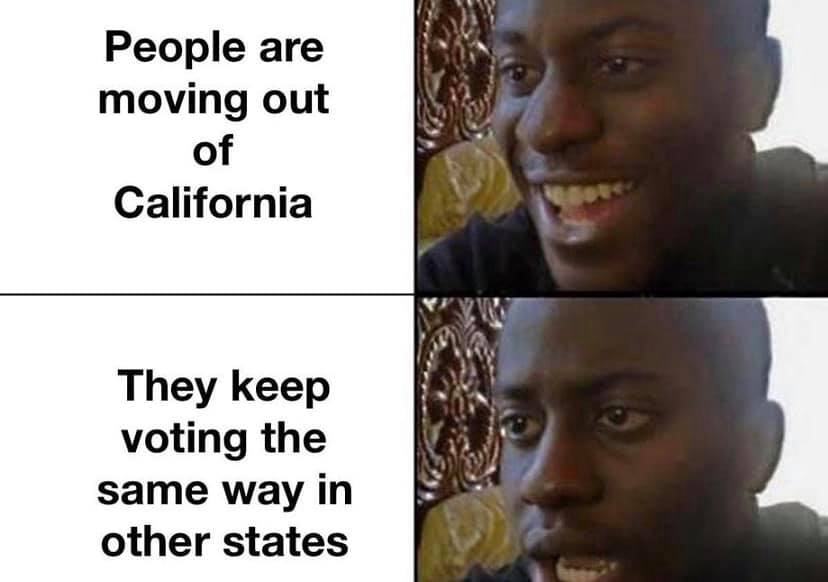 People are
moving out
of
California
They keep
voting the
same way in
other states